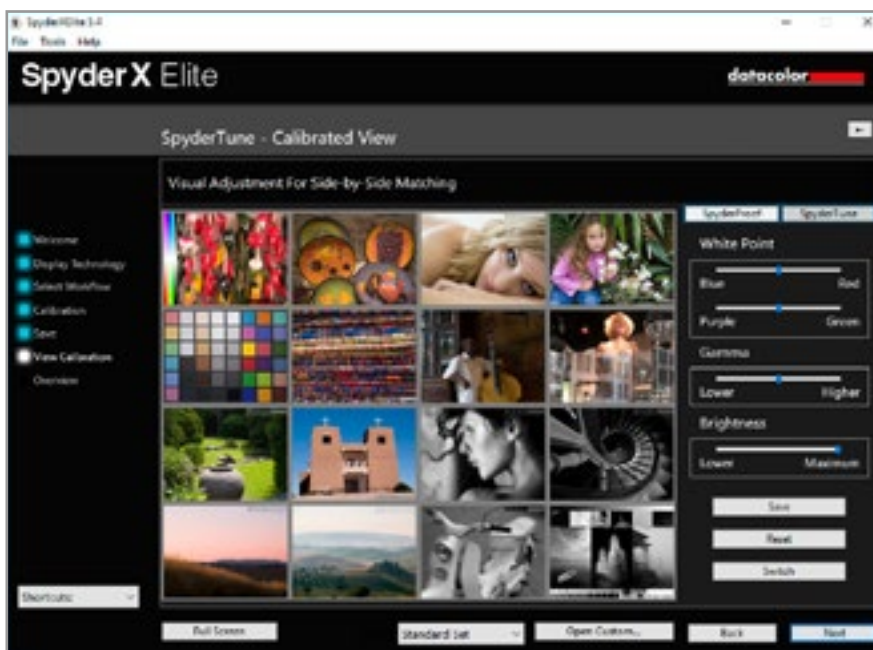 SpyderXElite 5.4
File Tools Help
SpyderX Elite
datacolor
SpyderTune - Calibrated View
Visual Adjustment For Side-by-Side Matching
Welcome
Display Technology
Select Workflow
Calibration
Save
View Calibration
Overview
Shortcuts:
SpyderProof SpyderTune
White Point
Blue Red
Purple Green
Gamma
Lower Higher
Brightness
Lower Maximum
Save
Reset
Switch
Full Screen Standard Set Open Custom... Back Next